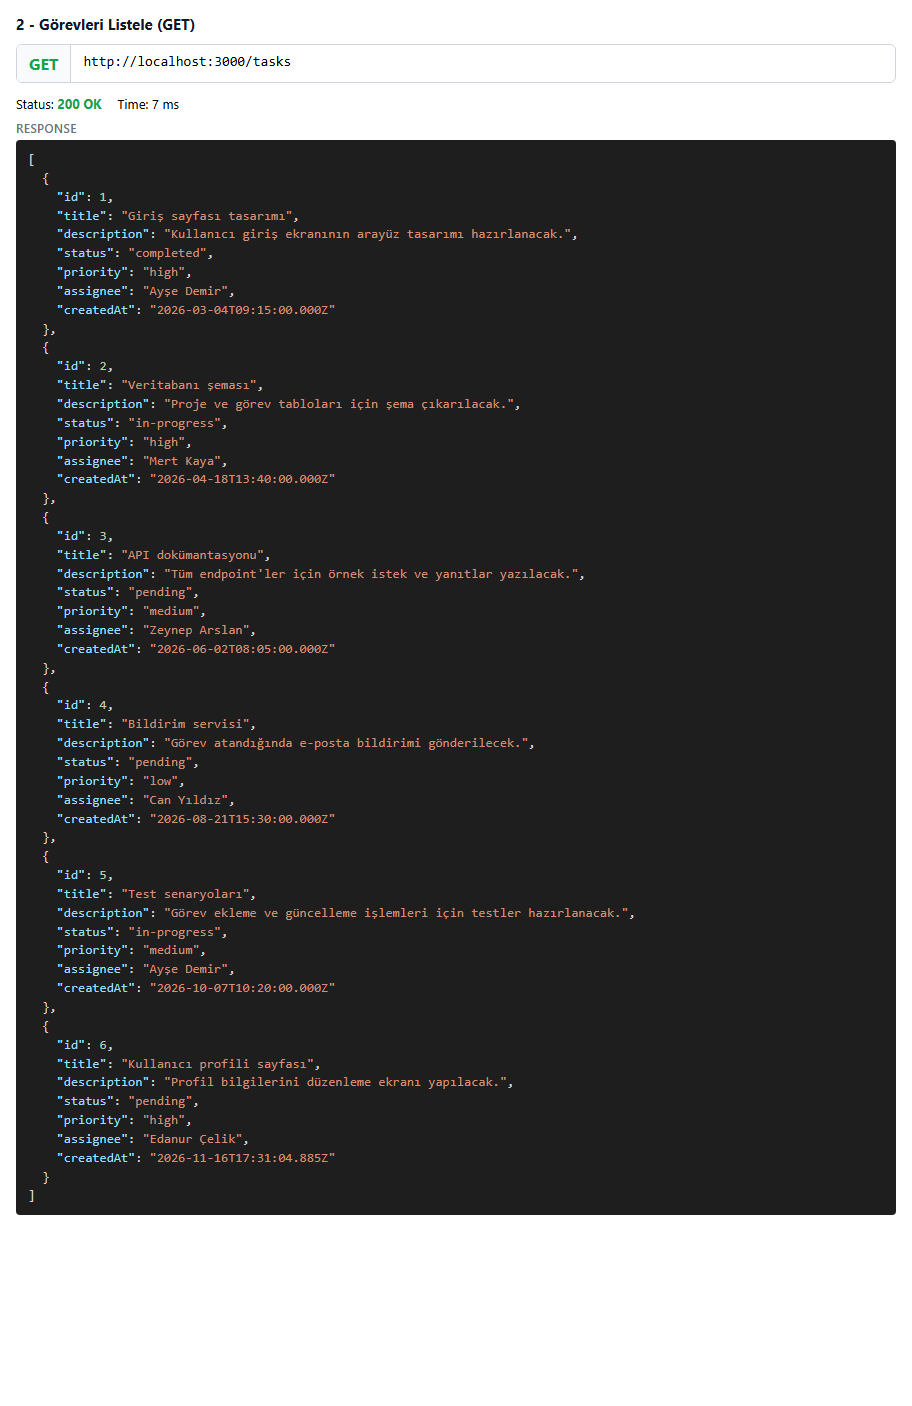 2 - Görevleri Listele (GET)
GET http://localhost:3000/tasks
Status: 200 OK Time: 7 ms
RESPONSE
[
  {
    "id": 1,
    "title": "Giriş sayfası tasarımı",
    "description": "Kullanıcı giriş ekranının arayüz tasarımı hazırlanacak.",
    "status": "completed",
    "priority": "high",
    "assignee": "Ayşe Demir",
    "createdAt": "2026-03-04T09:15:00.000Z"
  },
  {
    "id": 2,
    "title": "Veritabanı şeması",
    "description": "Proje ve görev tabloları için şema çıkarılacak.",
    "status": "in-progress",
    "priority": "high",
    "assignee": "Mert Kaya",
    "createdAt": "2026-04-18T13:40:00.000Z"
  },
  {
    "id": 3,
    "title": "API dokümantasyonu",
    "description": "Tüm endpoint'ler için örnek istek ve yanıtlar yazılacak.",
    "status": "pending",
    "priority": "medium",
    "assignee": "Zeynep Arslan",
    "createdAt": "2026-06-02T08:05:00.000Z"
  },
  {
    "id": 4,
    "title": "Bildirim servisi",
    "description": "Görev atandığında e-posta bildirimi gönderilecek.",
    "status": "pending",
    "priority": "low",
    "assignee": "Can Yıldız",
    "createdAt": "2026-08-21T15:30:00.000Z"
  },
  {
    "id": 5,
    "title": "Test senaryoları",
    "description": "Görev ekleme ve güncelleme işlemleri için testler hazırlanacak.",
    "status": "in-progress",
    "priority": "medium",
    "assignee": "Ayşe Demir",
    "createdAt": "2026-10-07T10:20:00.000Z"
  },
  {
    "id": 6,
    "title": "Kullanıcı profili sayfası",
    "description": "Profil bilgilerini düzenleme ekranı yapılacak.",
    "status": "pending",
    "priority": "high",
    "assignee": "Edanur Çelik",
    "createdAt": "2026-11-16T17:31:04.885Z"
  }
]